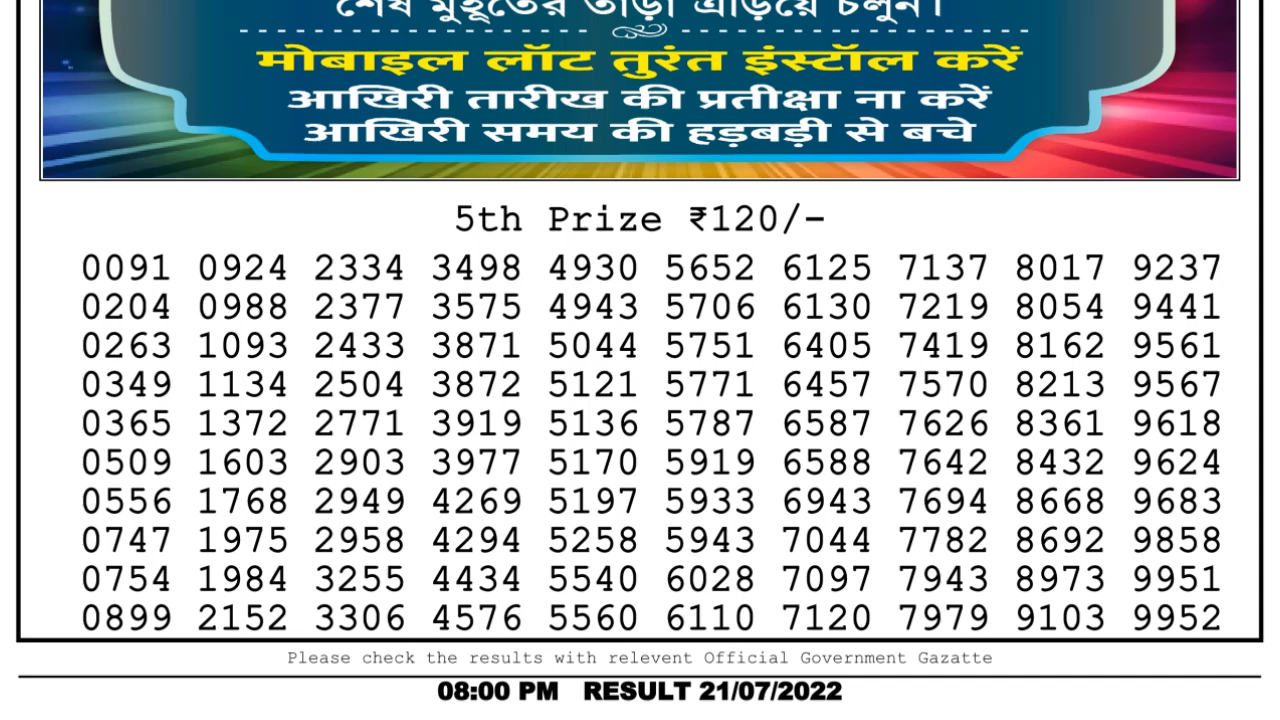 শেষ মুহূর্তের তাড়া এড়িয়ে চলুন।
मोबाइल लॉट तुरंत इंस्टॉल करें
आखिरी तारीख की प्रतीक्षा ना करें
आखिरी समय की हड़बड़ी से बचे
5th Prize ₹120/-
0091 0924 2334 3498 4930 5652 6125 7137 8017 9237
0204 0988 2377 3575 4943 5706 6130 7219 8054 9441
0263 1093 2433 3871 5044 5751 6405 7419 8162 9561
0349 1134 2504 3872 5121 5771 6457 7570 8213 9567
0365 1372 2771 3919 5136 5787 6587 7626 8361 9618
0509 1603 2903 3977 5170 5919 6588 7642 8432 9624
0556 1768 2949 4269 5197 5933 6943 7694 8668 9683
0747 1975 2958 4294 5258 5943 7044 7782 8692 9858
0754 1984 3255 4434 5540 6028 7097 7943 8973 9951
0899 2152 3306 4576 5560 6110 7120 7979 9103 9952
Please check the results with relevent Official Government Gazatte
08:00 PM RESULT 21/07/2022